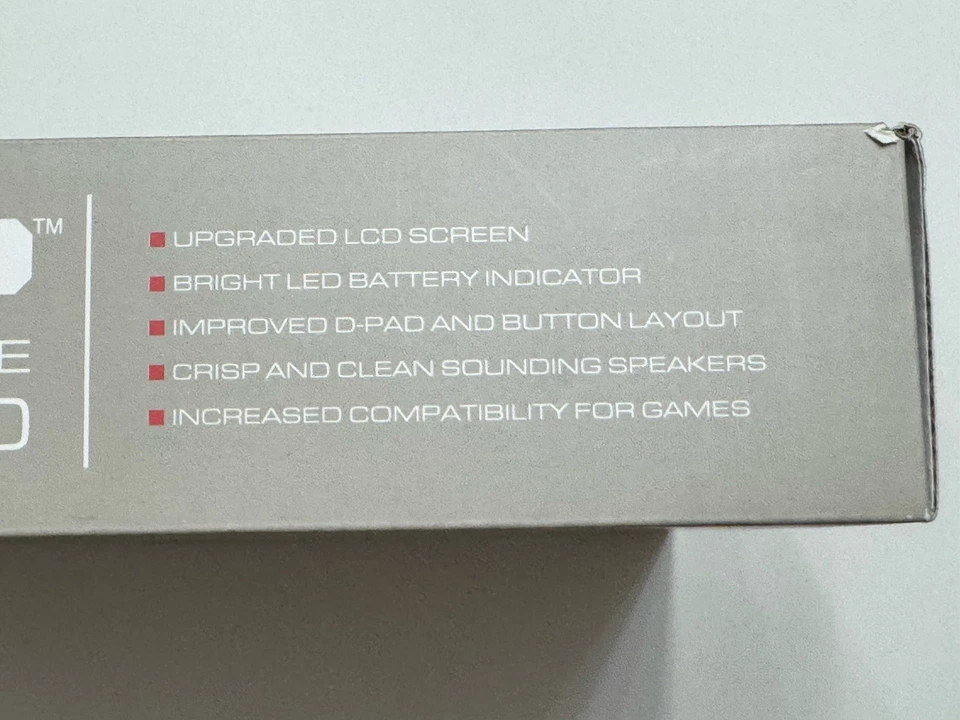 TM
UPGRADED LCD SCREEN
BRIGHT LED BATTERY INDICATOR
IMPROVED D-PAD AND BUTTON LAYOUT
CRISP AND CLEAN SOUNDING SPEAKERS
INCREASED COMPATIBILITY FOR GAMES
E
D